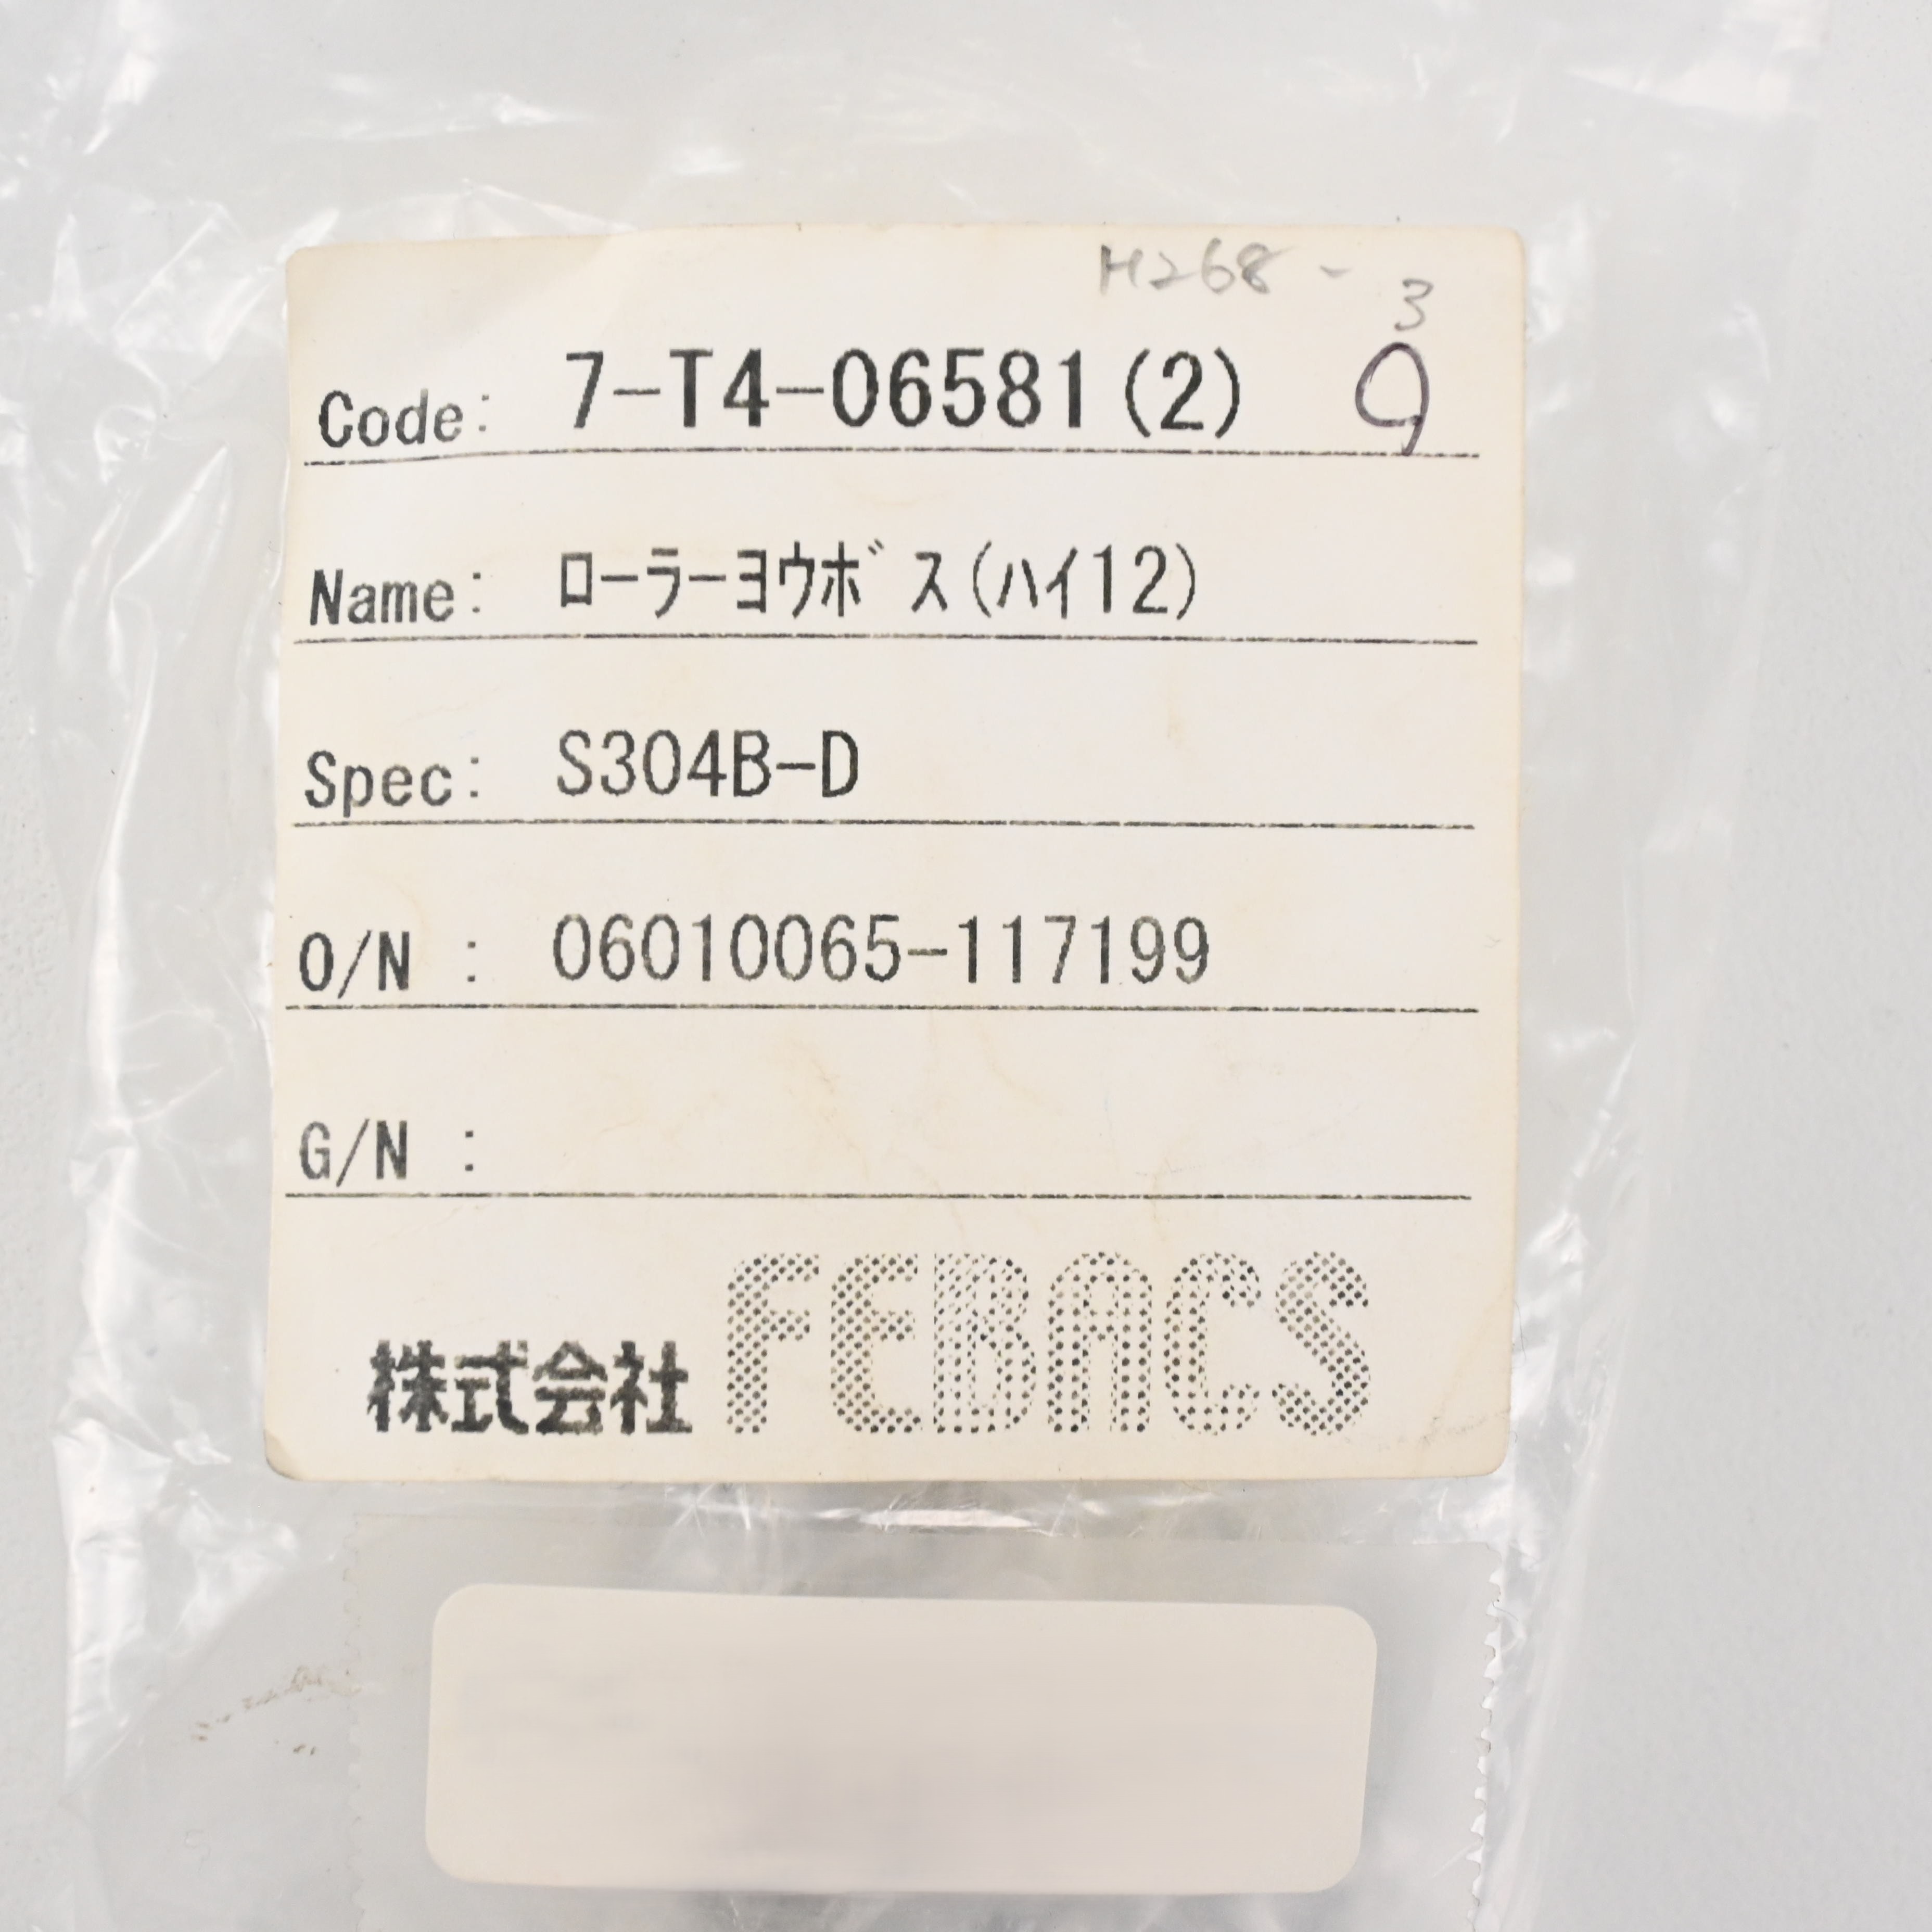 H268 - 3
Code: 7-T4-06581(2) 9
Name: ﾛｰﾗｰﾖｳﾎﾞｽ(ﾊｲ12)
Spec: S304B-D
O/N : 06010065-117199
G/N :
株式会社 FEBACS